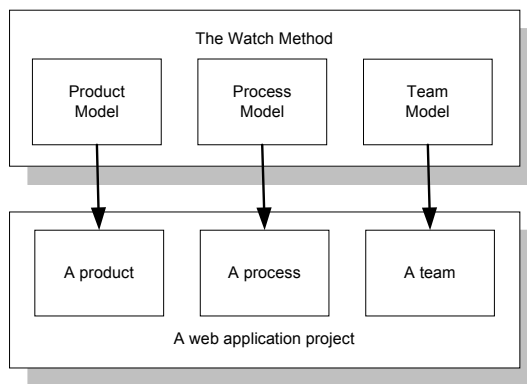 The Watch Method
Product
Model
Process
Model
Team
Model
A product
A process
A team
A web application project